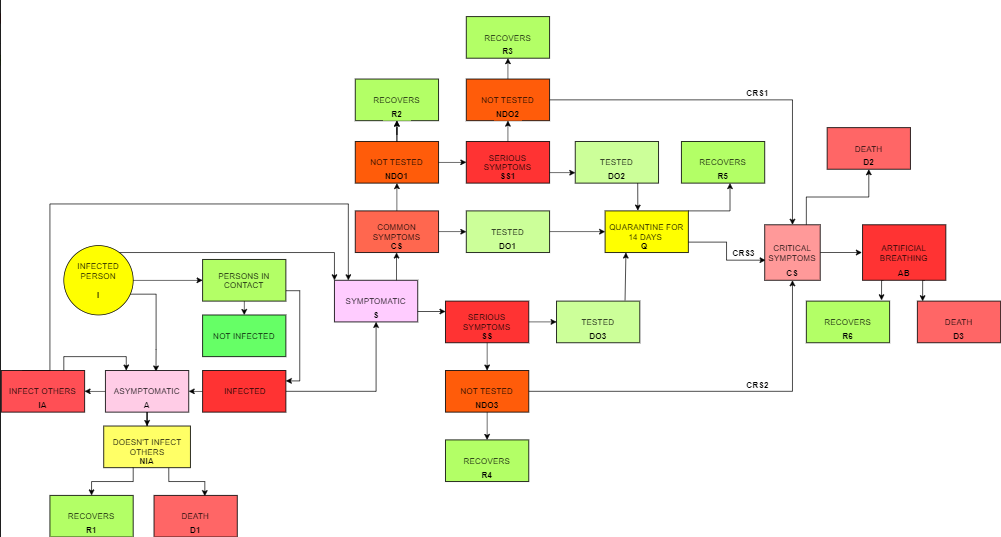 RECOVERS
R3
RECOVERS
R2
NOT TESTED
NDO2
CRS1
DEATH
D2
NOT TESTED
NDO1
SERIOUS
SYMPTOMS
SS1
TESTED
DO2
RECOVERS
R5
COMMON
SYMPTOMS
CS
TESTED
DO1
QUARANTINE FOR
14 DAYS
Q
CRS3
CRITICAL
SYMPTOMS
CS
ARTIFICIAL
BREATHING
AB
INFECTED
PERSON
I
PERSONS IN
CONTACT
SYMPTOMATIC
S
NOT INFECTED
SERIOUS
SYMPTOMS
SS
TESTED
DO3
RECOVERS
R6
DEATH
D3
INFECT OTHERS
IA
ASYMPTOMATIC
A
INFECTED
NOT TESTED
NDO3
CRS2
DOESN'T INFECT
OTHERS
NIA
RECOVERS
R4
RECOVERS
R1
DEATH
D1